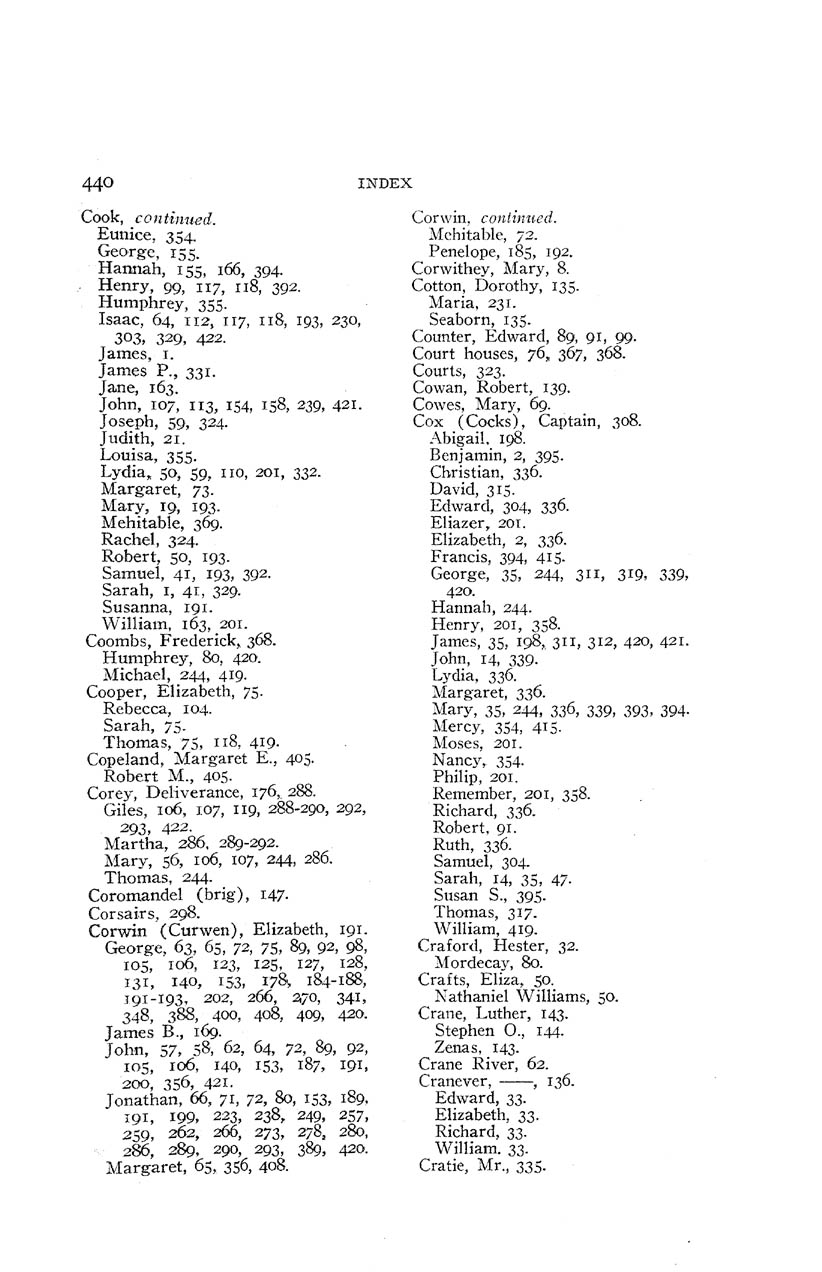 440
INDEX
Cook, continued.
Eunice, 354.
George, 155.
Hannah, 155, 166, 394.
Henry, 99, 117, 118, 392.
Humphrey, 355.
Isaac, 64, 112, 117, 118, 193, 230,
303, 329, 422.
James, 1.
James P., 331.
Jane, 163.
John, 107, 113, 154, 158, 239, 421.
Joseph, 59, 324.
Judith, 21.
Louisa, 355.
Lydia, 50, 59, 110, 201, 332.
Margaret, 73.
Mary, 19, 193.
Mehitable, 369.
Rachel, 324.
Robert, 50, 193.
Samuel, 41, 193, 392.
Sarah, 1, 41, 329.
Susanna, 191.
William, 163, 201.
Coombs, Frederick, 368.
Humphrey, 80, 420.
Michael, 244, 419.
Cooper, Elizabeth, 75.
Rebecca, 104.
Sarah, 75.
Thomas, 75, 118, 419.
Copeland, Margaret E., 405.
Robert M., 405.
Corey, Deliverance, 176, 288.
Giles, 106, 107, 119, 288-290, 292,
293, 422.
Martha, 286, 289-292.
Mary, 56, 106, 107, 244, 286.
Thomas, 244.
Coromandel (brig), 147.
Corsairs, 298.
Corwin (Curwen), Elizabeth, 191.
George, 63, 65, 72, 75, 89, 92, 98,
105, 106, 123, 125, 127, 128,
131, 140, 153, 178, 184-188,
191-193, 202, 266, 270, 341,
348, 388, 400, 408, 409, 420.
James B., 169.
John, 57, 58, 62, 64, 72, 89, 92,
105, 106, 140, 153, 187, 191,
200, 356, 421.
Jonathan, 66, 71, 72, 80, 153, 189,
191, 199, 223, 238, 249, 257,
259, 262, 266, 273, 278, 280,
286, 289, 290, 293, 389, 420.
Margaret, 65, 356, 408.
Corwin, continued.
Mehitable, 72.
Penelope, 185, 192.
Corwithey, Mary, 8.
Cotton, Dorothy, 135.
Maria, 231.
Seaborn, 135.
Counter, Edward, 89, 91, 99.
Court houses, 76, 367, 368.
Courts, 323.
Cowan, Robert, 139.
Cowes, Mary, 69.
Cox (Cocks), Captain, 308.
Abigail, 198.
Benjamin, 2, 395.
Christian, 336.
David, 315.
Edward, 304, 336.
Eliazer, 201.
Elizabeth, 2, 336.
Francis, 394, 415.
George, 35, 244, 311, 319, 339,
420.
Hannah, 244.
Henry, 201, 358.
James, 35, 198, 311, 312, 420, 421.
John, 14, 339.
Lydia, 336.
Margaret, 336.
Mary, 35, 244, 336, 339, 393, 394.
Mercy, 354, 415.
Moses, 201.
Nancy, 354.
Philip, 201.
Remember, 201, 358.
Richard, 336.
Robert, 91.
Ruth, 336.
Samuel, 304.
Sarah, 14, 35, 47.
Susan S., 395.
Thomas, 317.
William, 419.
Craford, Hester, 32.
Mordecay, 80.
Crafts, Eliza, 50.
Nathaniel Williams, 50.
Crane, Luther, 143.
Stephen O., 144.
Zenas, 143.
Crane River, 62.
Cranever, ——, 136.
Edward, 33.
Elizabeth, 33.
Richard, 33.
William. 33.
Cratie, Mr., 335.